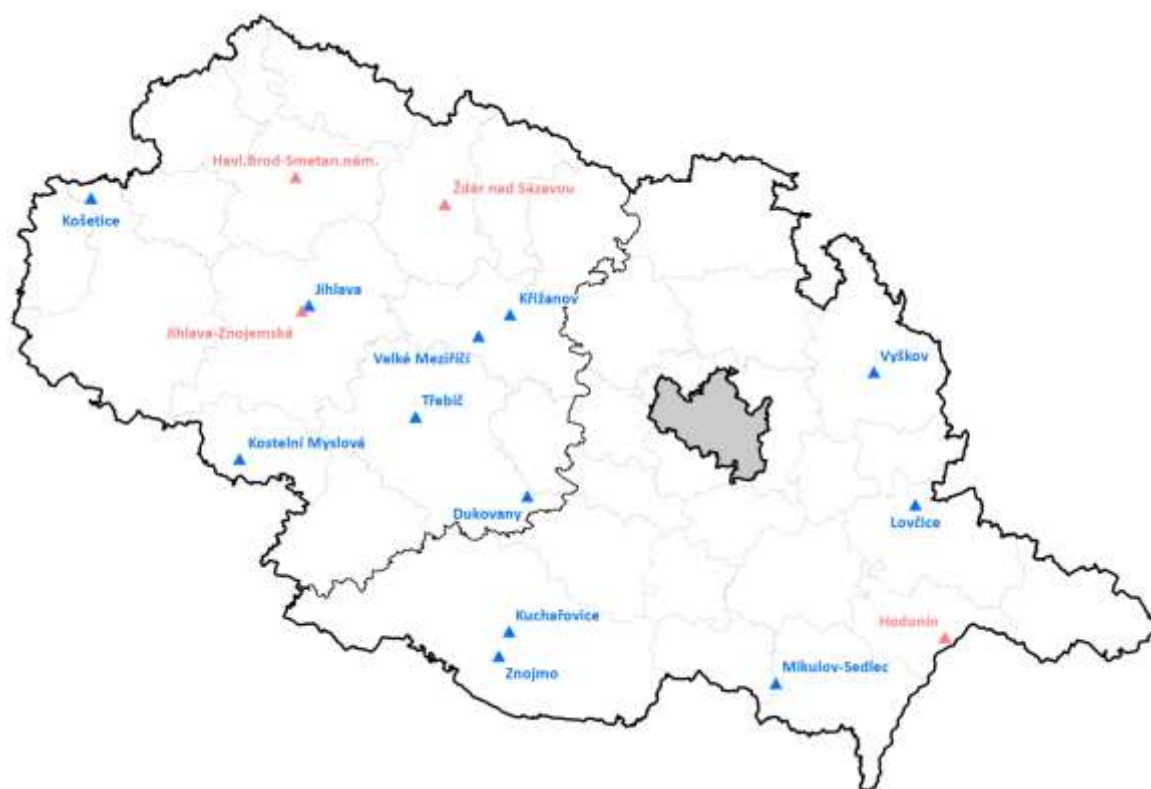 Havl.Brod-Smetan.nám.
Žďár nad Sázavou
Košetice
Jihlava
Křižanov
Jihlava-Znojemská
Velké Meziříčí
Vyškov
Třebíč
Kostelní Myslová
Dukovany
Lovčice
Kuchařovice
Hodonín
Znojmo
Mikulov-Sedlec